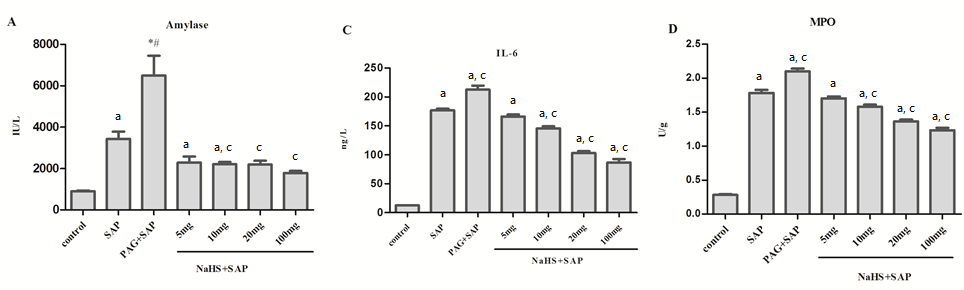 A
Amylase
IU/L
8000
6000
4000
2000
0
a
*#
a
a, c
c
c
control
SAP
PAG+SAP
5mg
10mg
20mg
100mg
NaHS+SAP
C
IL-6
ng/L
250
200
150
100
50
0
a
a, c
a
a, c
a, c
a, c
control
SAP
PAG+SAP
5mg
10mg
20mg
100mg
NaHS+SAP
D
MPO
U/g
2.5
2.0
1.5
1.0
0.5
0.0
a
a, c
a
a, c
a, c
a, c
control
SAP
PAG+SAP
5mg
10mg
20mg
100mg
NaHS+SAP